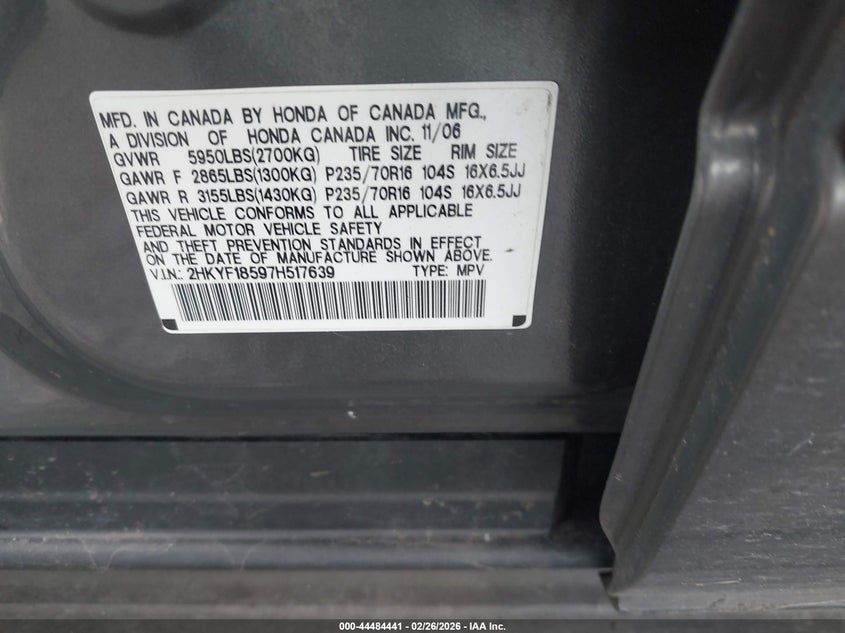 MFD. IN CANADA BY HONDA OF CANADA MFG.,
A DIVISION OF HONDA CANADA INC. 11/06
GVWR 5950LBS(2700KG) TIRE SIZE RIM SIZE
GAWR F 2865LBS(1300KG) P235/70R16 104S 16X6.5JJ
GAWR R 3155LBS(1430KG) P235/70R16 104S 16X6.5JJ
THIS VEHICLE CONFORMS TO ALL APPLICABLE
FEDERAL MOTOR VEHICLE SAFETY
AND THEFT PREVENTION STANDARDS IN EFFECT
ON THE DATE OF MANUFACTURE SHOWN ABOVE.
V.I.N.: 2HKYF18597H517639 TYPE: MPV
000-44484441 | 02/26/2026 | IAA Inc.